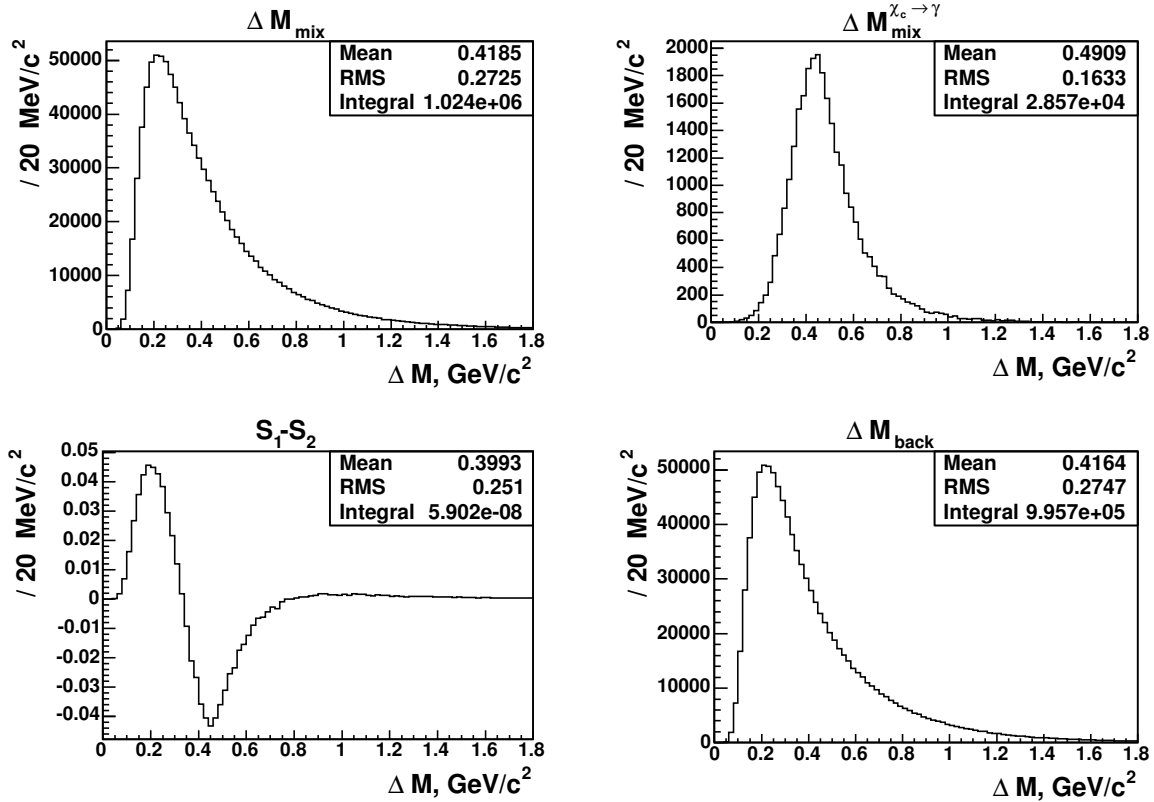 Δ M_mix
/ 20 MeV/c²
50000
40000
30000
20000
10000
0
Mean 0.4185
RMS 0.2725
Integral 1.024e+06
0 0.2 0.4 0.6 0.8 1 1.2 1.4 1.6 1.8
Δ M, GeV/c²
Δ M_mix^χc→γ
/ 20 MeV/c²
2000
1800
1600
1400
1200
1000
800
600
400
200
0
Mean 0.4909
RMS 0.1633
Integral 2.857e+04
0 0.2 0.4 0.6 0.8 1 1.2 1.4 1.6 1.8
Δ M, GeV/c²
S₁-S₂
/ 20 MeV/c²
0.05
0.04
0.03
0.02
0.01
0
-0.01
-0.02
-0.03
-0.04
Mean 0.3993
RMS 0.251
Integral 5.902e-08
0 0.2 0.4 0.6 0.8 1 1.2 1.4 1.6 1.8
Δ M, GeV/c²
Δ M_back
/ 20 MeV/c²
50000
40000
30000
20000
10000
0
Mean 0.4164
RMS 0.2747
Integral 9.957e+05
0 0.2 0.4 0.6 0.8 1 1.2 1.4 1.6 1.8
Δ M, GeV/c²